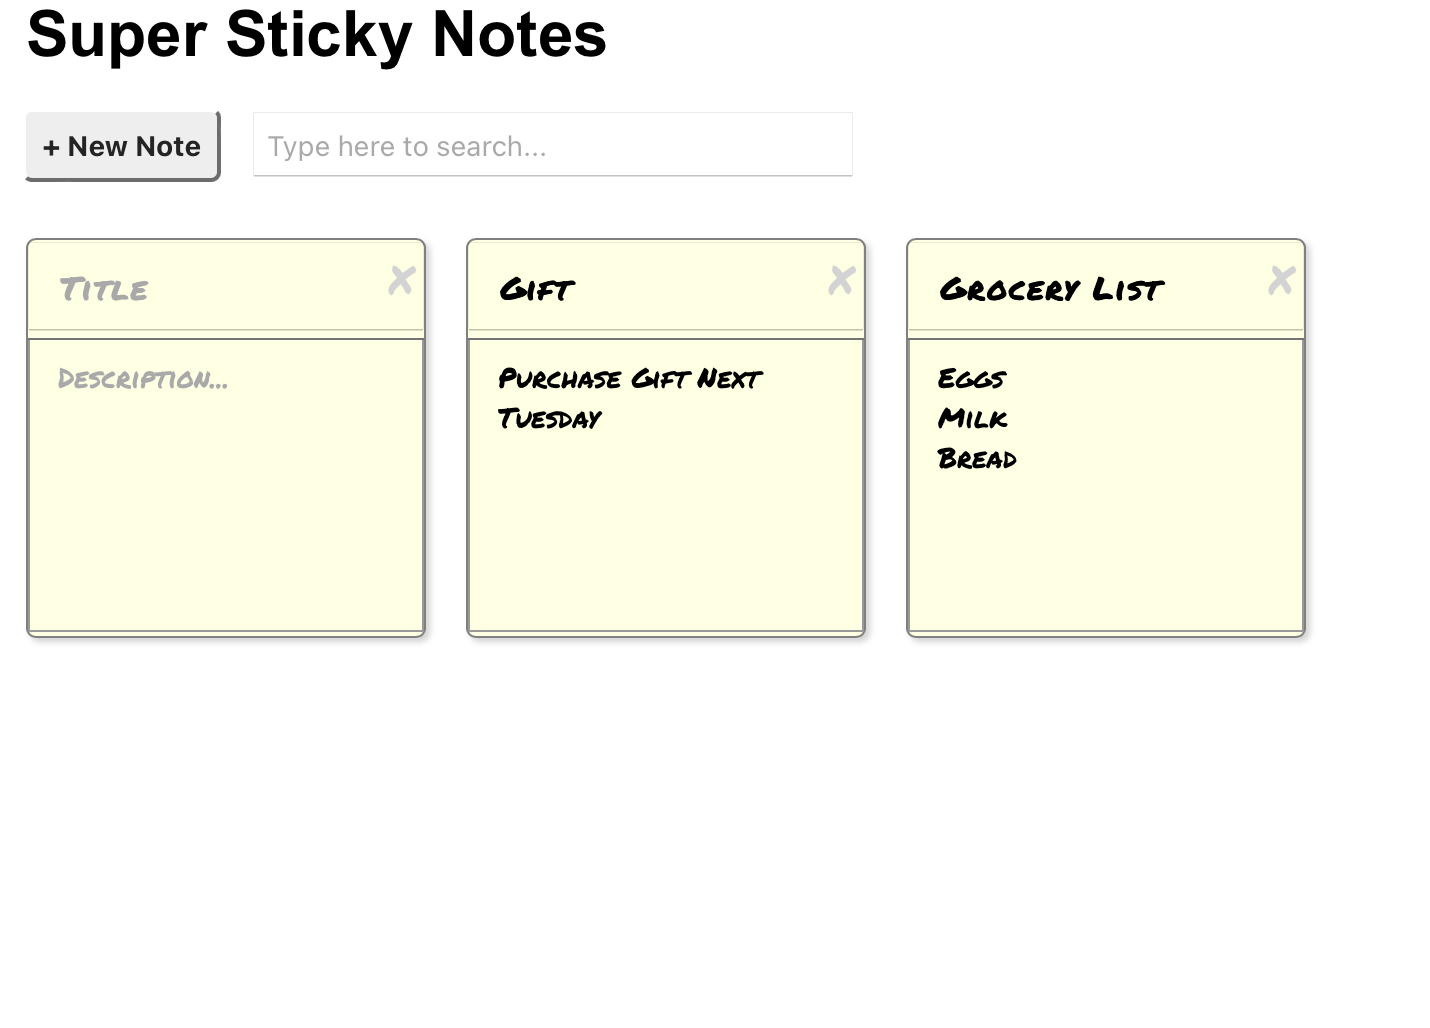 Super Sticky Notes
+ New Note
Type here to search...
Title
Description...
Gift
Purchase Gift Next
Tuesday
Grocery List
Eggs
Milk
Bread